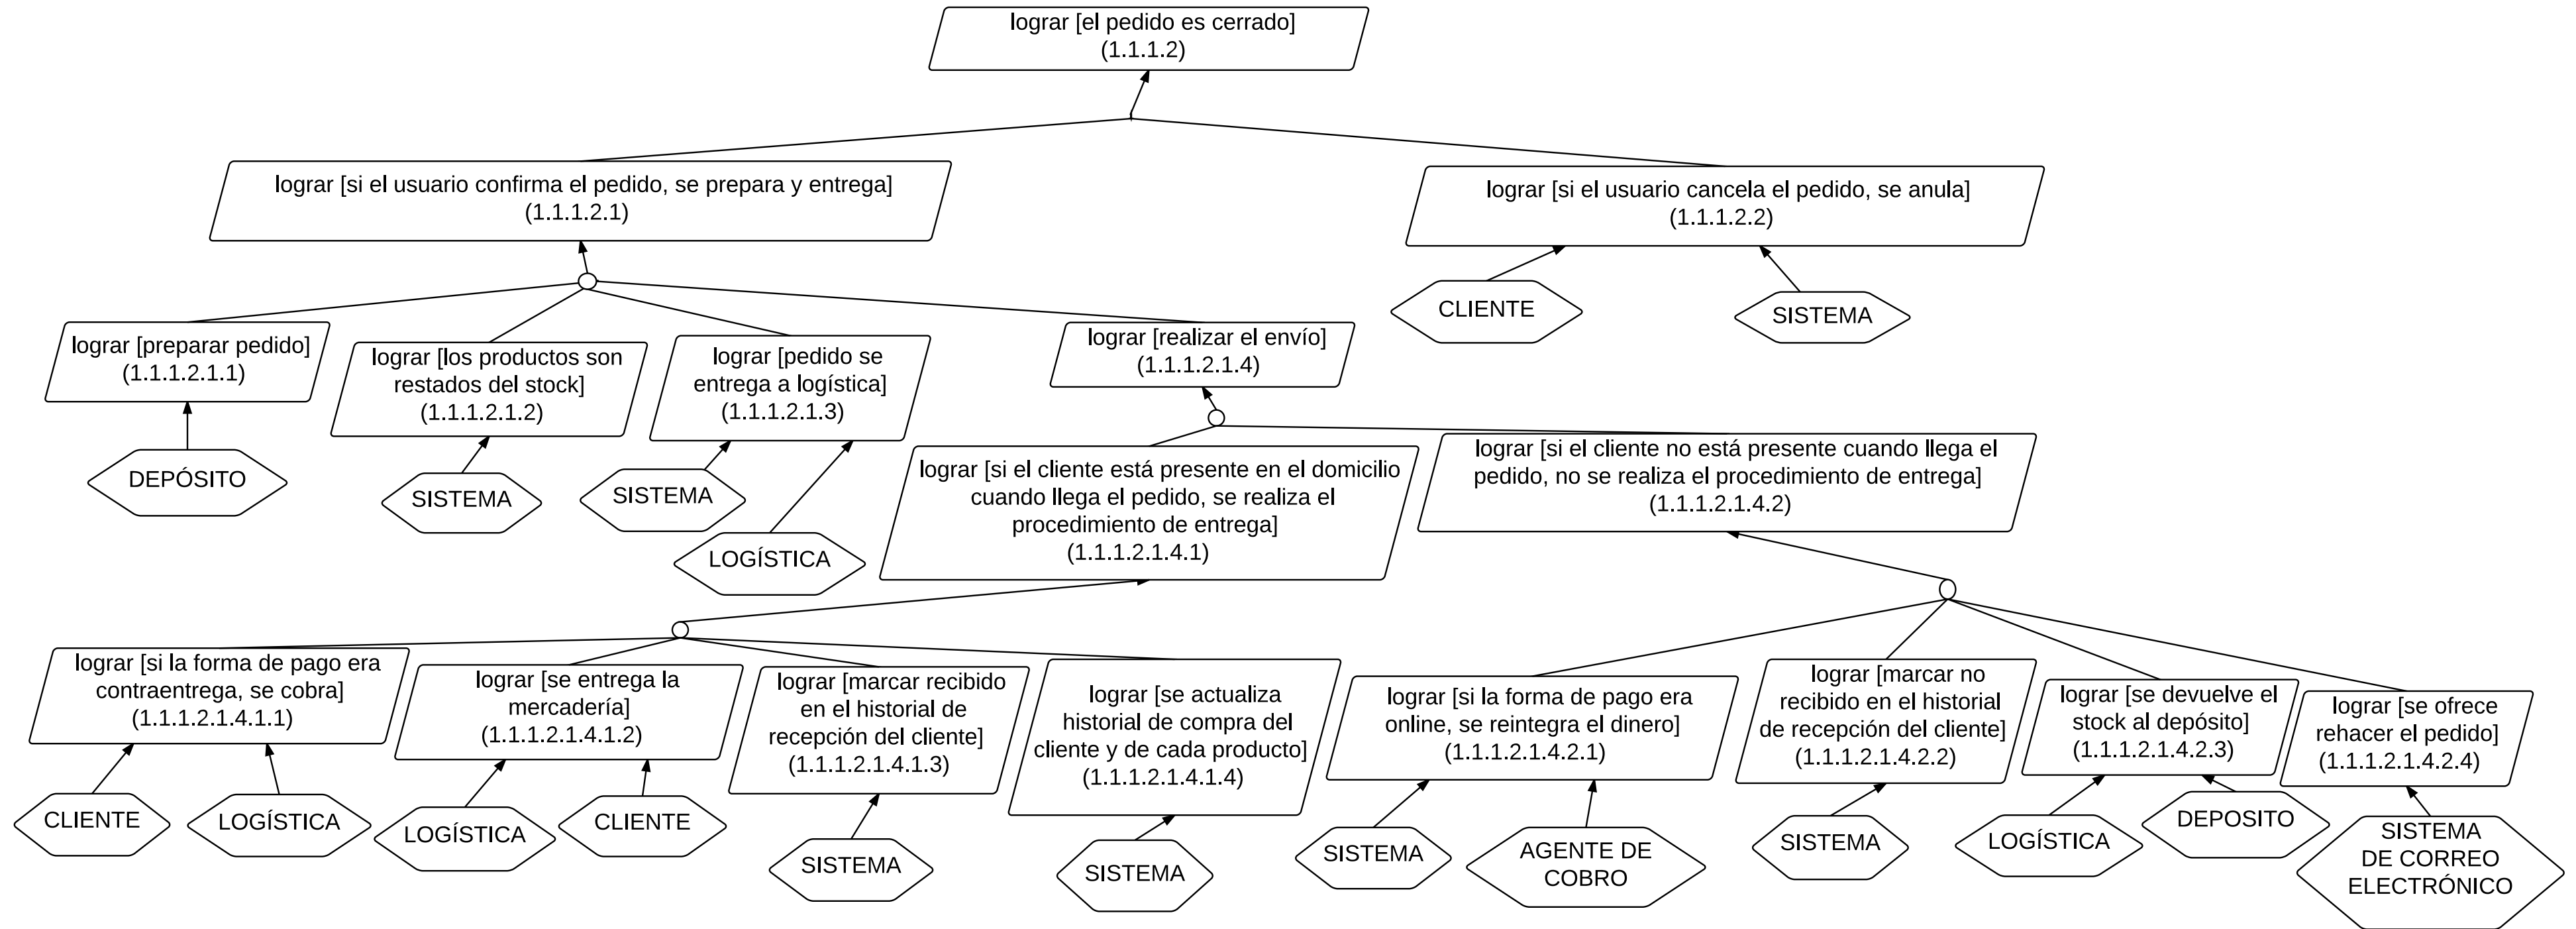 lograr [el pedido es cerrado]
(1.1.1.2)
lograr [si el usuario confirma el pedido, se prepara y entrega]
(1.1.1.2.1)
lograr [si el usuario cancela el pedido, se anula]
(1.1.1.2.2)
CLIENTE
SISTEMA
lograr [preparar pedido]
(1.1.1.2.1.1)
lograr [los productos son
restados del stock]
(1.1.1.2.1.2)
lograr [pedido se
entrega a logística]
(1.1.1.2.1.3)
lograr [realizar el envío]
(1.1.1.2.1.4)
DEPÓSITO
SISTEMA
SISTEMA
LOGÍSTICA
lograr [si el cliente está presente en el domicilio
cuando llega el pedido, se realiza el
procedimiento de entrega]
(1.1.1.2.1.4.1)
lograr [si el cliente no está presente cuando llega el
pedido, no se realiza el procedimiento de entrega]
(1.1.1.2.1.4.2)
lograr [si la forma de pago era
contraentrega, se cobra]
(1.1.1.2.1.4.1.1)
lograr [se entrega la
mercadería]
(1.1.1.2.1.4.1.2)
lograr [marcar recibido
en el historial de
recepción del cliente]
(1.1.1.2.1.4.1.3)
lograr [se actualiza
historial de compra del
cliente y de cada producto]
(1.1.1.2.1.4.1.4)
lograr [si la forma de pago era
online, se reintegra el dinero]
(1.1.1.2.1.4.2.1)
lograr [marcar no
recibido en el historial
de recepción del cliente]
(1.1.1.2.1.4.2.2)
lograr [se devuelve el
stock al depósito]
(1.1.1.2.1.4.2.3)
lograr [se ofrece
rehacer el pedido]
(1.1.1.2.1.4.2.4)
CLIENTE
LOGÍSTICA
LOGÍSTICA
CLIENTE
SISTEMA
SISTEMA
SISTEMA
AGENTE DE
COBRO
SISTEMA
LOGÍSTICA
DEPOSITO
SISTEMA
DE CORREO
ELECTRÓNICO